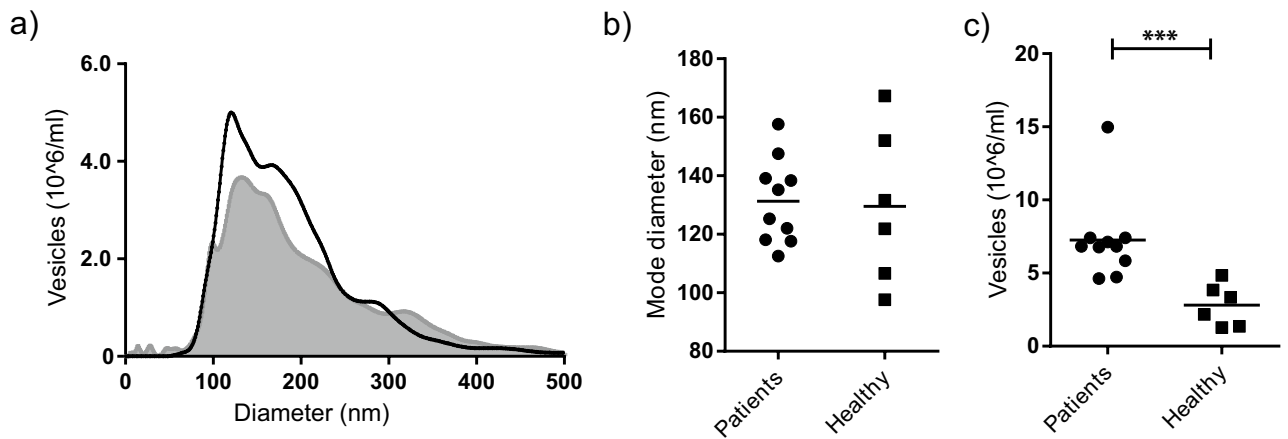 a)
Vesicles (10^6/ml)
6.0
4.0
2.0
0
0 100 200 300 400 500
Diameter (nm)
b)
Mode diameter (nm)
180
160
140
120
100
80
Patients Healthy
c)
***
Vesicles (10^6/ml)
20
15
10
5
0
Patients Healthy